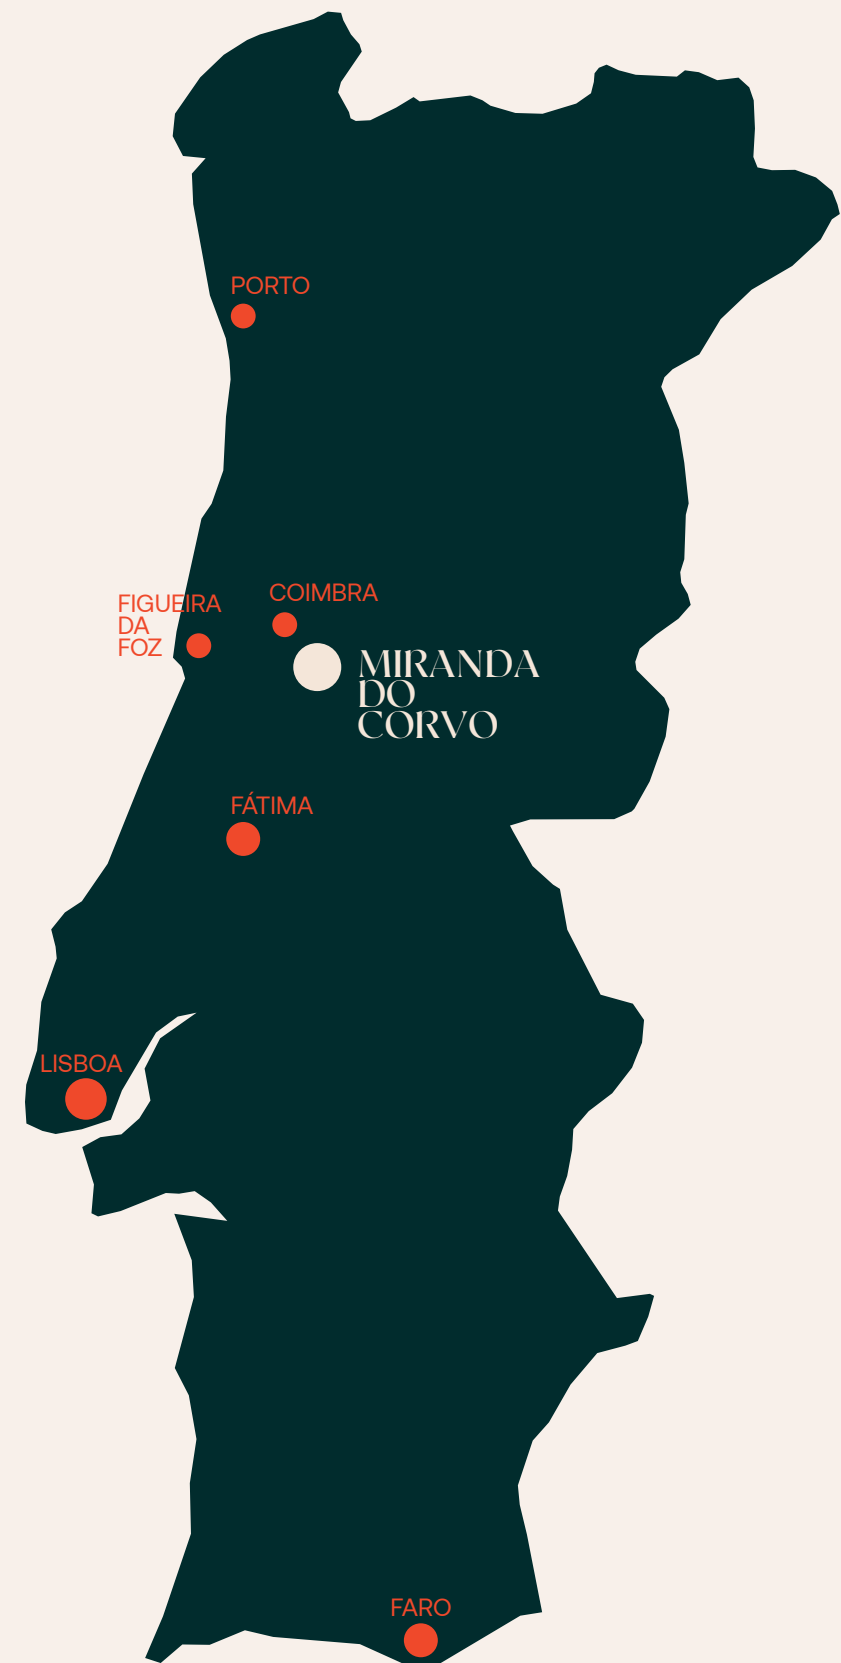 PORTO
COIMBRA
FIGUEIRA
DA
FOZ
MIRANDA
DO
CORVO
FÁTIMA
LISBOA
FARO